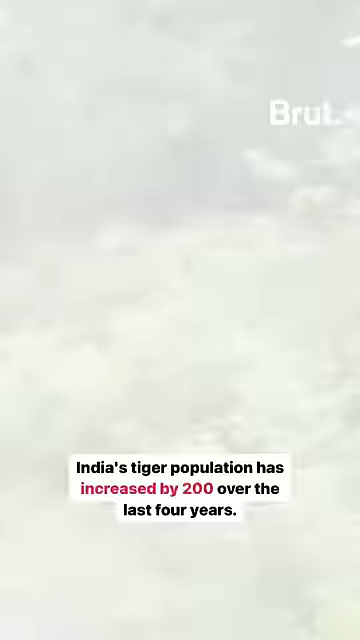 Brut.
India's tiger population has
increased by 200 over the
last four years.